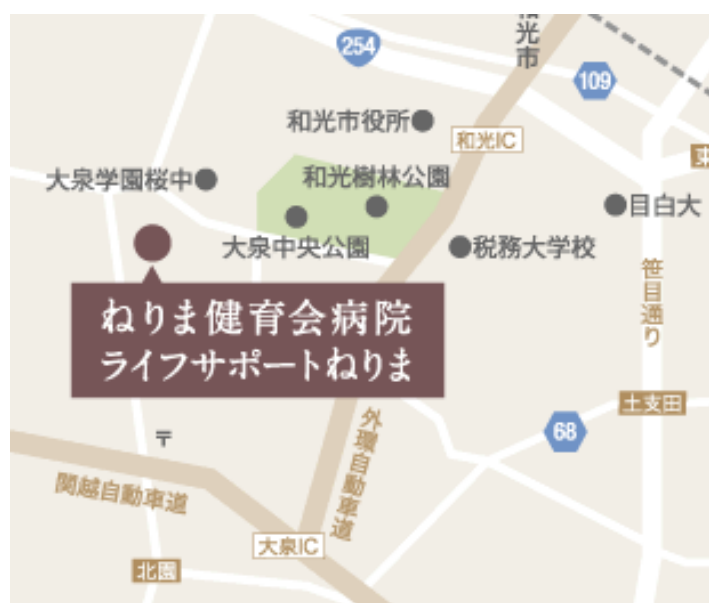 254
和光市
109
和光市役所
和光IC
大泉学園桜中
和光樹林公園
東
目白大
大泉中央公園
税務大学校
笹目通り
ねりま健育会病院
ライフサポートねりま
土支田
外環自動車道
68
〒
関越自動車道
大泉IC
北園